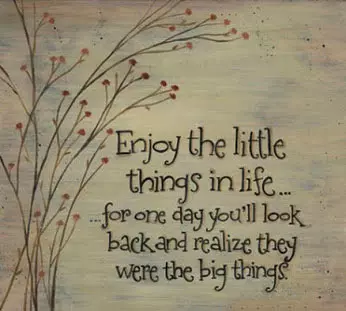 Enjoy the little
things in life...
...for one day you'll look
back and realize they
were the big things.